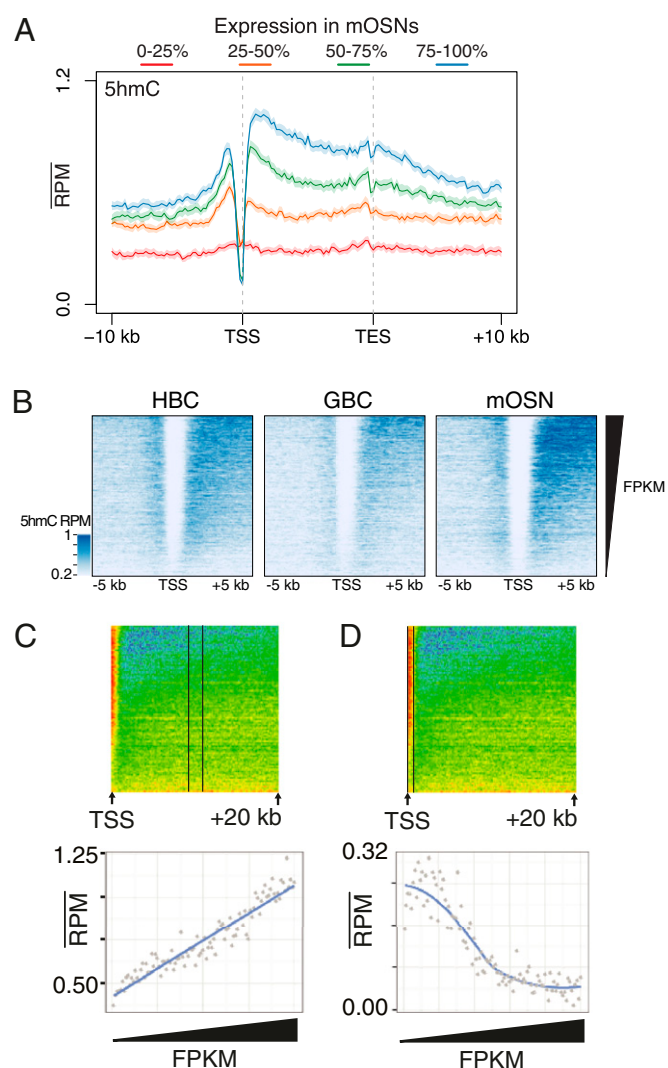 A
Expression in mOSNs
0-25% 25-50% 50-75% 75-100%
1.2
5hmC
RPM
0.0
−10 kb TSS TES +10 kb
B
HBC GBC mOSN
FPKM
5hmC RPM
1
0.2
-5 kb TSS +5 kb -5 kb TSS +5 kb -5 kb TSS +5 kb
C D
TSS +20 kb TSS +20 kb
1.25 0.32
RPM RPM
0.50 0.00
FPKM FPKM